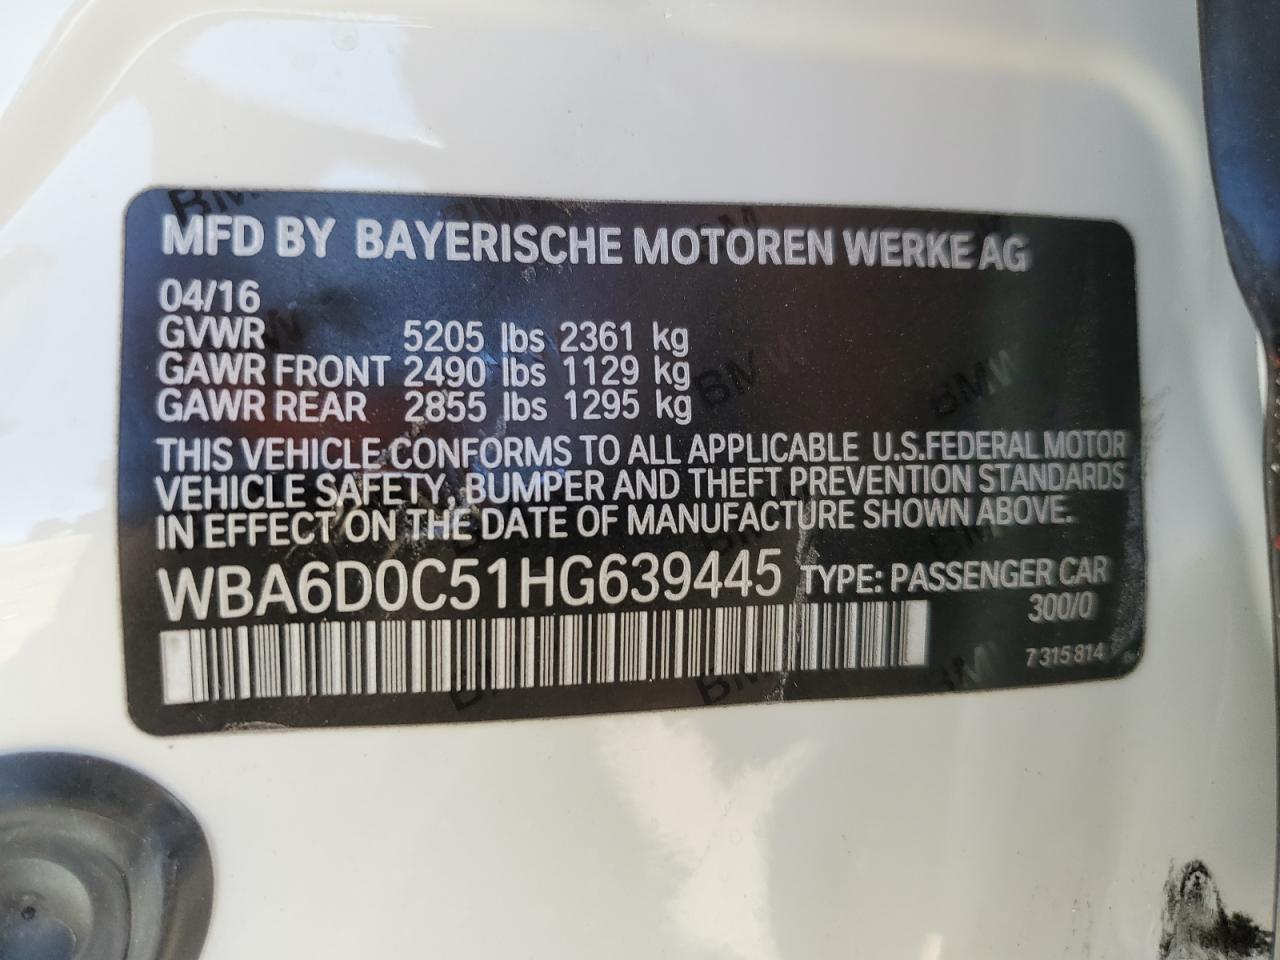 MFD BY BAYERISCHE MOTOREN WERKE AG
04/16
GVWR 5205 lbs 2361 kg
GAWR FRONT 2490 lbs 1129 kg
GAWR REAR 2855 lbs 1295 kg
THIS VEHICLE CONFORMS TO ALL APPLICABLE U.S.FEDERAL MOTOR
VEHICLE SAFETY, BUMPER AND THEFT PREVENTION STANDARDS
IN EFFECT ON THE DATE OF MANUFACTURE SHOWN ABOVE.
WBA6D0C51HG639445 TYPE: PASSENGER CAR
300/0
7 315 814